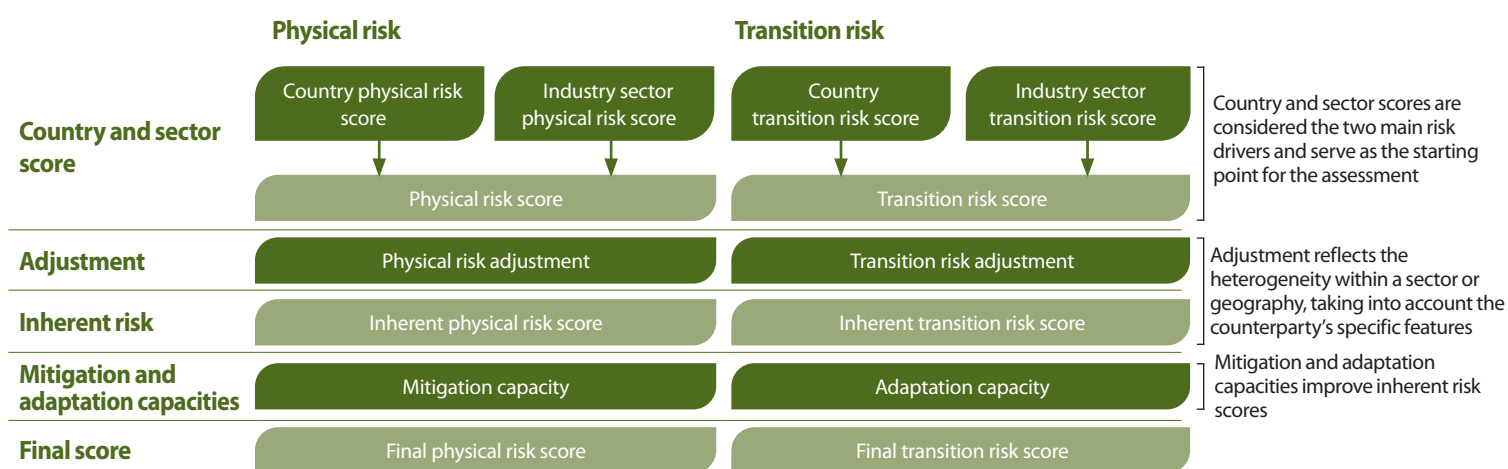 Physical risk
Transition risk
Country and sector
score
Country physical risk
score
Industry sector
physical risk score
Country
transition risk score
Industry sector
transition risk score
Physical risk score
Transition risk score
Country and sector scores are
considered the two main risk
drivers and serve as the starting
point for the assessment
Adjustment
Physical risk adjustment
Transition risk adjustment
Adjustment reflects the
heterogeneity within a sector or
geography, taking into account the
counterparty’s specific features
Inherent risk
Inherent physical risk score
Inherent transition risk score
Mitigation and
adaptation capacities
Mitigation capacity
Adaptation capacity
Mitigation and adaptation
capacities improve inherent risk
scores
Final score
Final physical risk score
Final transition risk score